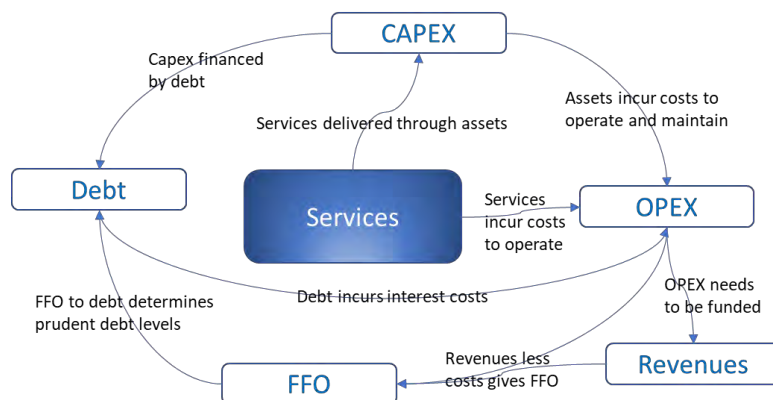 CAPEX
Capex financed
by debt
Assets incur costs to
operate and maintain
Services delivered through assets
Debt
Services
Services
incur costs
to operate
OPEX
Debt incurs interest costs
FFO to debt determines
prudent debt levels
OPEX needs
to be funded
Revenues less
costs gives FFO
Revenues
FFO